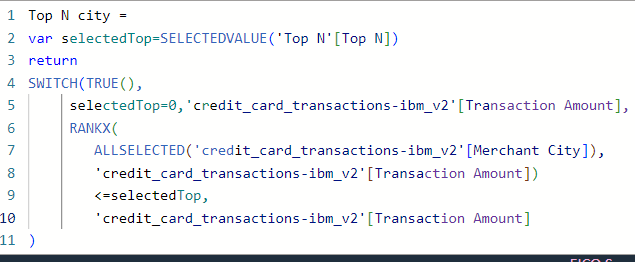 1 Top N city =
2 var selectedTop=SELECTEDVALUE('Top N'[Top N])
3 return
4 SWITCH(TRUE(),
5 selectedTop=0,'credit_card_transactions-ibm_v2'[Transaction Amount],
6 RANKX(
7 ALLSELECTED('credit_card_transactions-ibm_v2'[Merchant City]),
8 'credit_card_transactions-ibm_v2'[Transaction Amount])
9 <=selectedTop,
10 'credit_card_transactions-ibm_v2'[Transaction Amount]
11 )